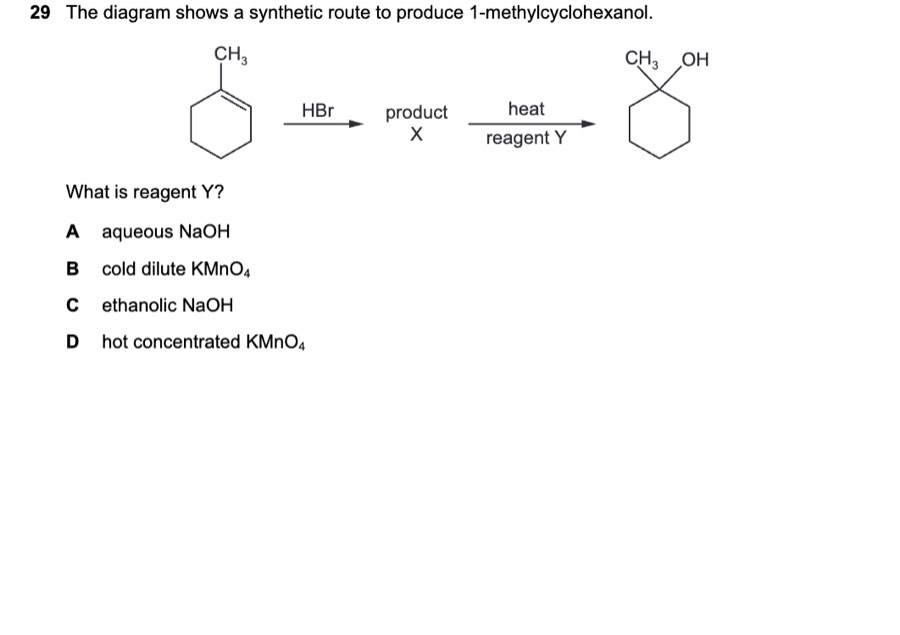 29 The diagram shows a synthetic route to produce 1-methylcyclohexanol.
CH₃
HBr
product
X
heat
reagent Y
CH₃ OH
What is reagent Y?
A aqueous NaOH
B cold dilute KMnO₄
C ethanolic NaOH
D hot concentrated KMnO₄